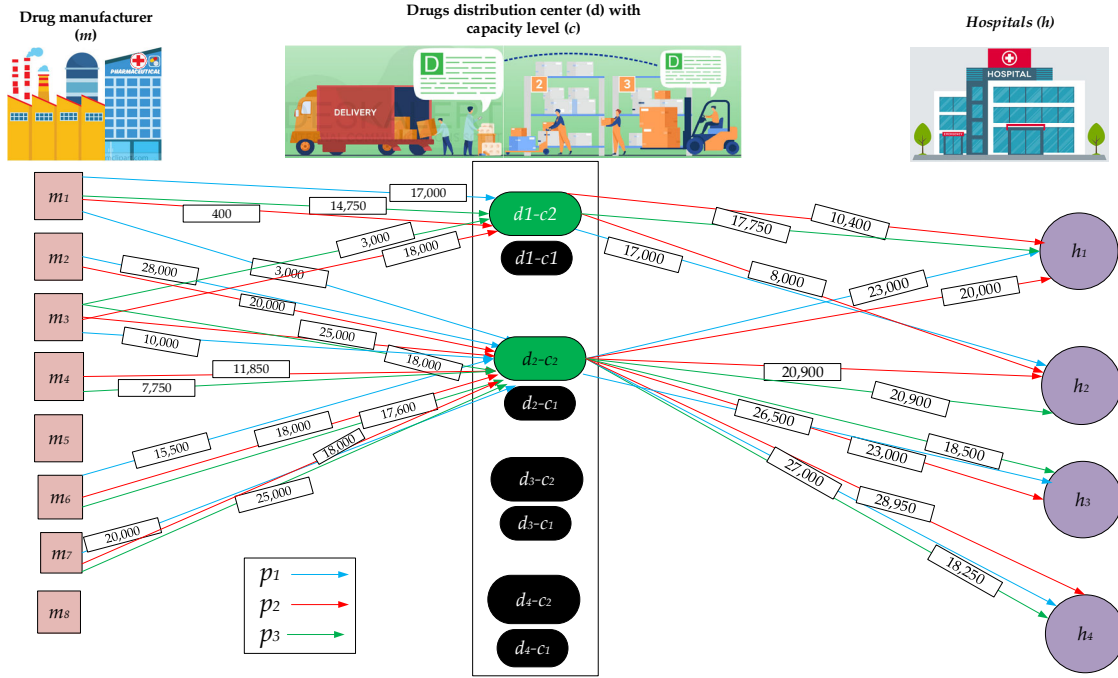 Drug manufacturer
(m)
Drugs distribution center (d) with
capacity level (c)
Hospitals (h)
PHARMACEUTICAL
DELIVERY
D
2
3
D
HOSPITAL
m1
m2
m3
m4
m5
m6
m7
m8
17,000
14,750
400
3,000
18,000
28,000
3,000
20,000
25,000
10,000
18,000
11,850
7,750
17,600
18,000
15,500
18,000
25,000
20,000
d1-c2
d1-c1
d2-c2
d2-c1
d3-c2
d3-c1
d4-c2
d4-c1
10,400
17,750
17,000
8,000
23,000
20,000
20,900
20,900
26,500
18,500
23,000
27,000
28,950
18,250
h1
h2
h3
h4
p1
p2
p3